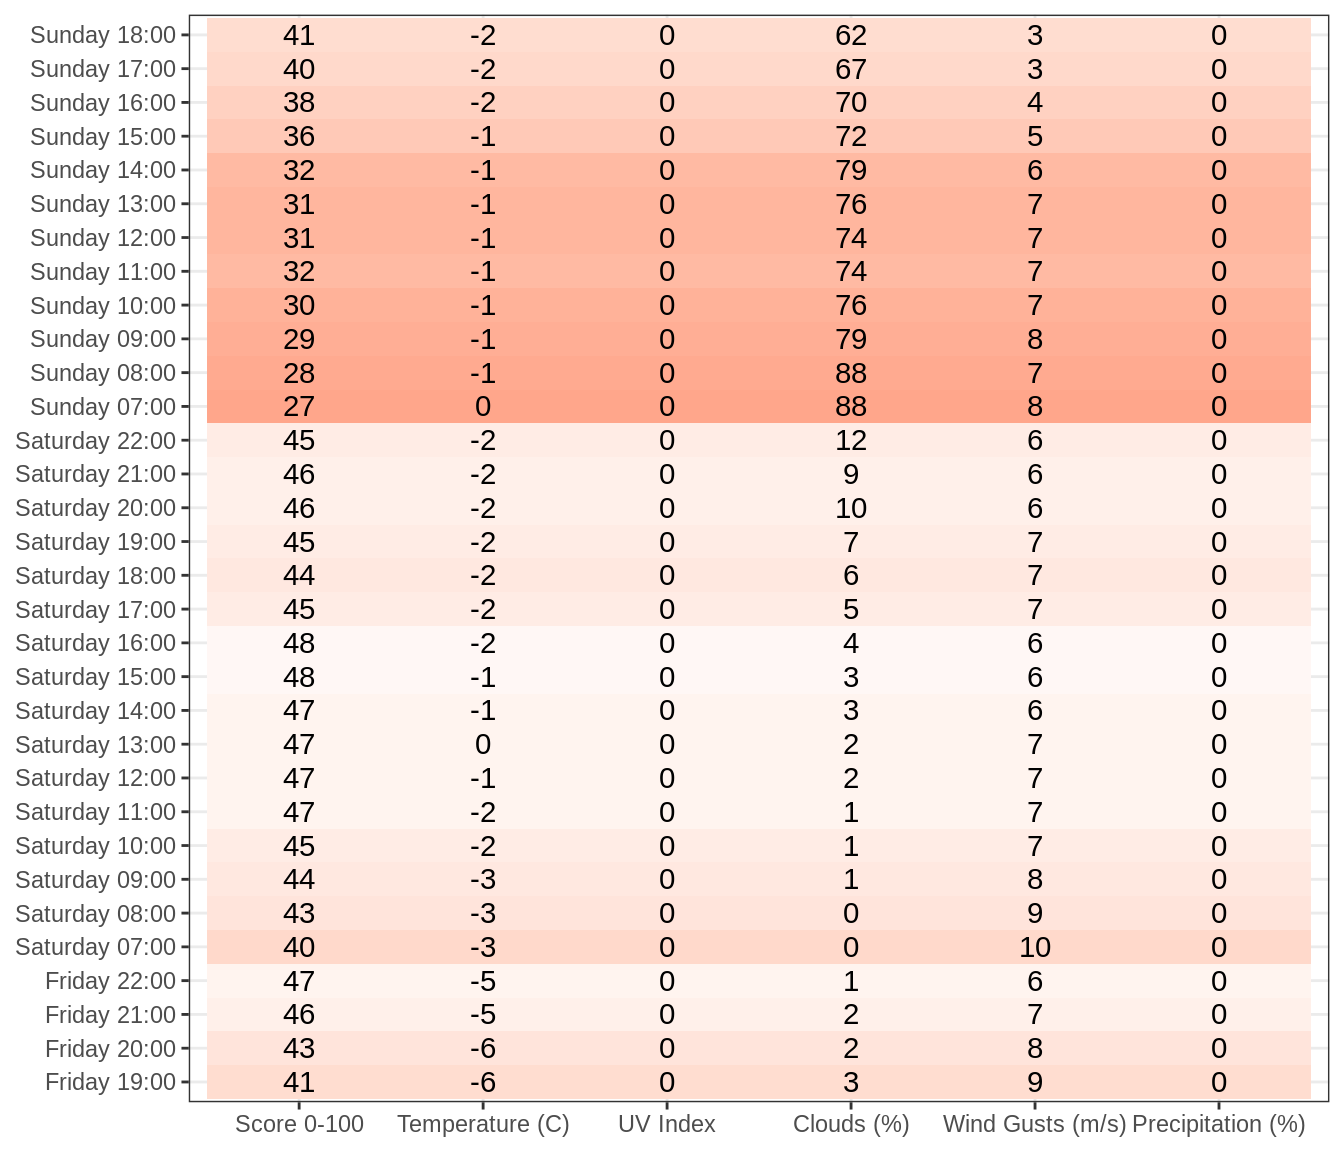 Sunday 18:00 41 -2 0 62 3 0
Sunday 17:00 40 -2 0 67 3 0
Sunday 16:00 38 -2 0 70 4 0
Sunday 15:00 36 -1 0 72 5 0
Sunday 14:00 32 -1 0 79 6 0
Sunday 13:00 31 -1 0 76 7 0
Sunday 12:00 31 -1 0 74 7 0
Sunday 11:00 32 -1 0 74 7 0
Sunday 10:00 30 -1 0 76 7 0
Sunday 09:00 29 -1 0 79 8 0
Sunday 08:00 28 -1 0 88 7 0
Sunday 07:00 27 0 0 88 8 0
Saturday 22:00 45 -2 0 12 6 0
Saturday 21:00 46 -2 0 9 6 0
Saturday 20:00 46 -2 0 10 6 0
Saturday 19:00 45 -2 0 7 7 0
Saturday 18:00 44 -2 0 6 7 0
Saturday 17:00 45 -2 0 5 7 0
Saturday 16:00 48 -2 0 4 6 0
Saturday 15:00 48 -1 0 3 6 0
Saturday 14:00 47 -1 0 3 6 0
Saturday 13:00 47 0 0 2 7 0
Saturday 12:00 47 -1 0 2 7 0
Saturday 11:00 47 -2 0 1 7 0
Saturday 10:00 45 -2 0 1 7 0
Saturday 09:00 44 -3 0 1 8 0
Saturday 08:00 43 -3 0 0 9 0
Saturday 07:00 40 -3 0 0 10 0
Friday 22:00 47 -5 0 1 6 0
Friday 21:00 46 -5 0 2 7 0
Friday 20:00 43 -6 0 2 8 0
Friday 19:00 41 -6 0 3 9 0
Score 0-100 Temperature (C) UV Index Clouds (%) Wind Gusts (m/s) Precipitation (%)